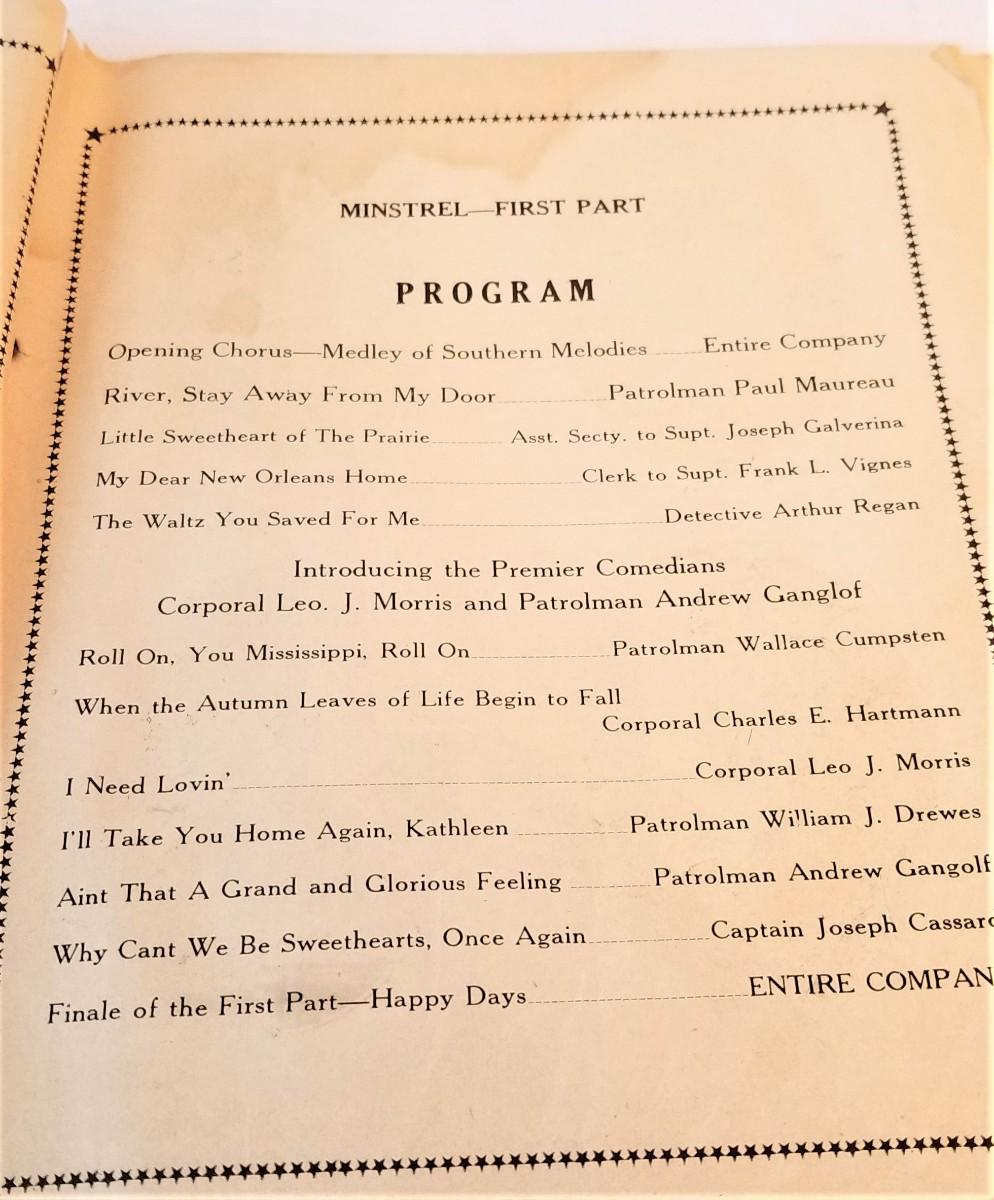 MINSTREL—FIRST PART
PROGRAM
Opening Chorus—Medley of Southern Melodies Entire Company
River, Stay Away From My Door Patrolman Paul Maureau
Little Sweetheart of The Prairie Asst. Secty. to Supt. Joseph Galverina
My Dear New Orleans Home Clerk to Supt. Frank L. Vignes
The Waltz You Saved For Me Detective Arthur Regan
Introducing the Premier Comedians
Corporal Leo. J. Morris and Patrolman Andrew Ganglof
Roll On, You Mississippi, Roll On Patrolman Wallace Cumpsten
When the Autumn Leaves of Life Begin to Fall
Corporal Charles E. Hartmann
I Need Lovin' Corporal Leo J. Morris
I'll Take You Home Again, Kathleen Patrolman William J. Drewes
Aint That A Grand and Glorious Feeling Patrolman Andrew Gangolf
Why Cant We Be Sweethearts, Once Again Captain Joseph Cassaro
Finale of the First Part—Happy Days ENTIRE COMPAN